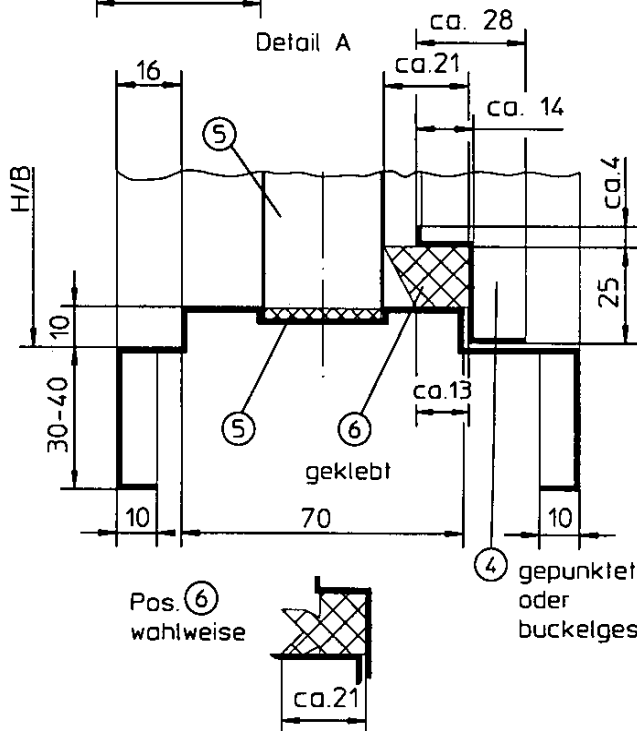 ca. 28
Detail A
16
ca.21
ca. 14
5
H/B
ca.4
10
25
30-40
5
6
ca.13
geklebt
10
70
10
4 gepunktet
oder
buckelges
Pos. 6
wahlweise
ca.21